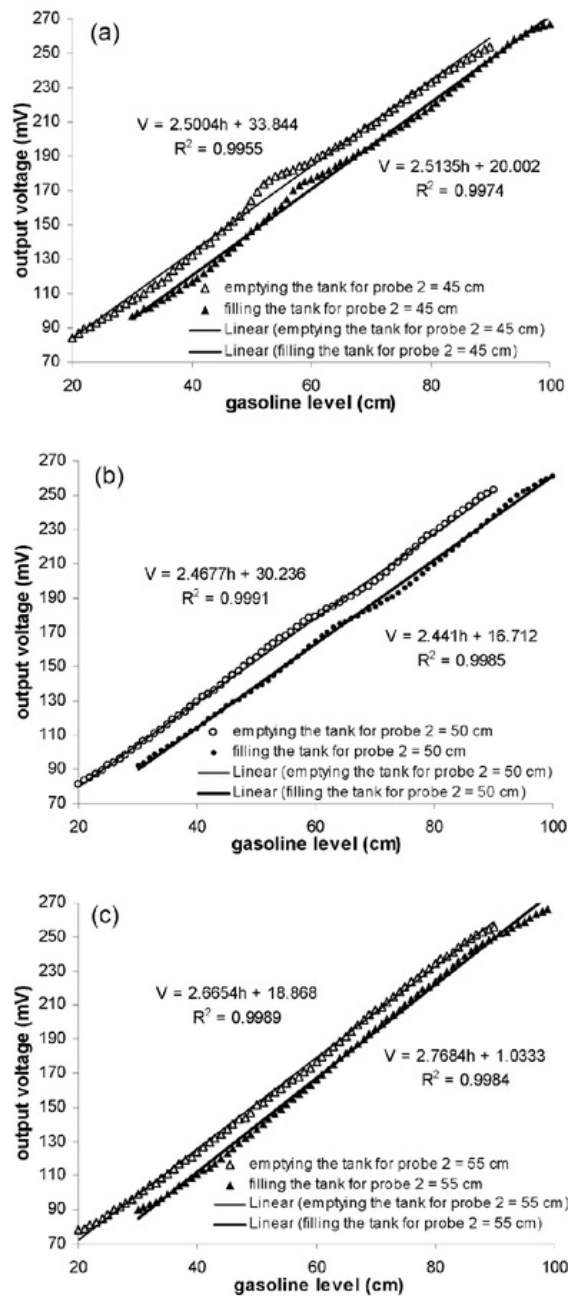 (a)
270
250
230
210
190
170
150
130
110
90
70
output voltage (mV)
V = 2.5004h + 33.844
R² = 0.9955
V = 2.5135h + 20.002
R² = 0.9974
emptying the tank for probe 2 = 45 cm
filling the tank for probe 2 = 45 cm
Linear (emptying the tank for probe 2 = 45 cm)
Linear (filling the tank for probe 2 = 45 cm)
20 40 60 80 100
gasoline level (cm)
(b)
270
250
230
210
190
170
150
130
110
90
70
output voltage (mV)
V = 2.4677h + 30.236
R² = 0.9991
V = 2.441h + 16.712
R² = 0.9985
emptying the tank for probe 2 = 50 cm
filling the tank for probe 2 = 50 cm
Linear (emptying the tank for probe 2 = 50 cm)
Linear (filling the tank for probe 2 = 50 cm)
20 40 60 80 100
gasoline level (cm)
(c)
270
250
230
210
190
170
150
130
110
90
70
output voltage (mV)
V = 2.6654h + 18.868
R² = 0.9989
V = 2.7684h + 1.0333
R² = 0.9984
emptying the tank for probe 2 = 55 cm
filling the tank for probe 2 = 55 cm
Linear (emptying the tank for probe 2 = 55 cm)
Linear (filling the tank for probe 2 = 55 cm)
20 40 60 80 100
gasoline level (cm)